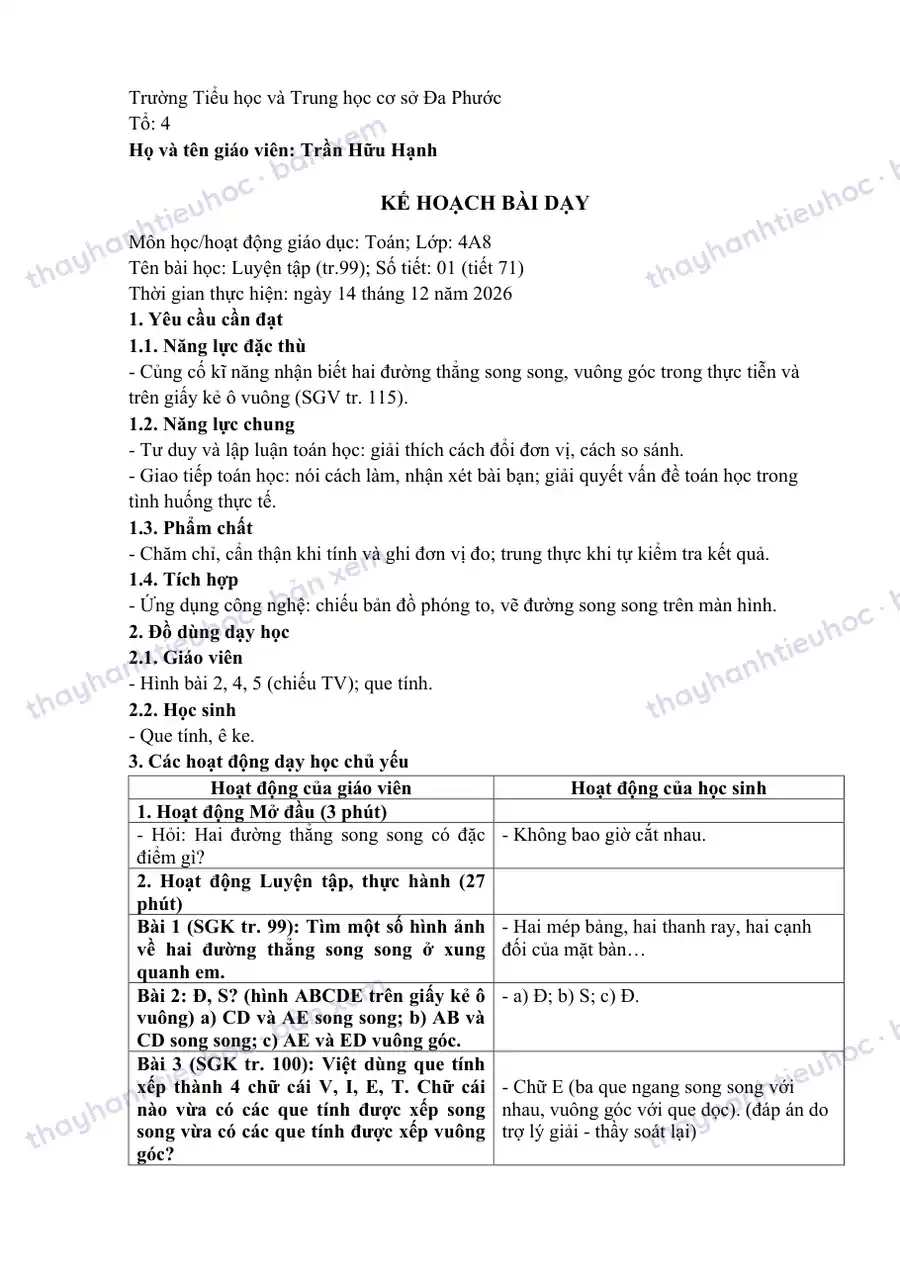 Trường Tiểu học và Trung học cơ sở Đa Phước
Tổ: 4
Họ và tên giáo viên: Trần Hữu Hạnh
KẾ HOẠCH BÀI DẠY
Môn học/hoạt động giáo dục: Toán; Lớp: 4A8
Tên bài học: Luyện tập (tr.99); Số tiết: 01 (tiết 71)
Thời gian thực hiện: ngày 14 tháng 12 năm 2026
1. Yêu cầu cần đạt
1.1. Năng lực đặc thù
- Củng cố kĩ năng nhận biết hai đường thẳng song song, vuông góc trong thực tiễn và
trên giấy kẻ ô vuông (SGV tr. 115).
1.2. Năng lực chung
- Tư duy và lập luận toán học: giải thích cách đổi đơn vị, cách so sánh.
- Giao tiếp toán học: nói cách làm, nhận xét bài bạn; giải quyết vấn đề toán học trong
tình huống thực tế.
1.3. Phẩm chất
- Chăm chỉ, cẩn thận khi tính và ghi đơn vị đo; trung thực khi tự kiểm tra kết quả.
1.4. Tích hợp
- Ứng dụng công nghệ: chiếu bản đồ phóng to, vẽ đường song song trên màn hình.
2. Đồ dùng dạy học
2.1. Giáo viên
- Hình bài 2, 4, 5 (chiếu TV); que tính.
2.2. Học sinh
- Que tính, ê ke.
3. Các hoạt động dạy học chủ yếu
Hoạt động của giáo viên
Hoạt động của học sinh
1. Hoạt động Mở đầu (3 phút)
- Hỏi: Hai đường thẳng song song có đặc
điểm gì?
- Không bao giờ cắt nhau.
2. Hoạt động Luyện tập, thực hành (27
phút)
Bài 1 (SGK tr. 99): Tìm một số hình ảnh
về hai đường thẳng song song ở xung
quanh em.
- Hai mép bảng, hai thanh ray, hai cạnh
đối của mặt bàn…
Bài 2: Đ, S? (hình ABCDE trên giấy kẻ ô
vuông) a) CD và AE song song; b) AB và
CD song song; c) AE và ED vuông góc.
- a) Đ; b) S; c) Đ.
Bài 3 (SGK tr. 100): Việt dùng que tính
xếp thành 4 chữ cái V, I, E, T. Chữ cái
nào vừa có các que tính được xếp song
song vừa có các que tính được xếp vuông
góc?
- Chữ E (ba que ngang song song với
nhau, vuông góc với que dọc). (đáp án do
trợ lý giải - thầy soát lại)
thayhanhtieuhoc · bản xem
thayhanhtieuhoc · b
thayhanhtieuhoc · bản xem
thayhanhtieuhoc · b
thayhanhtieuhoc · bản xem
thayhanhtieuhoc · b